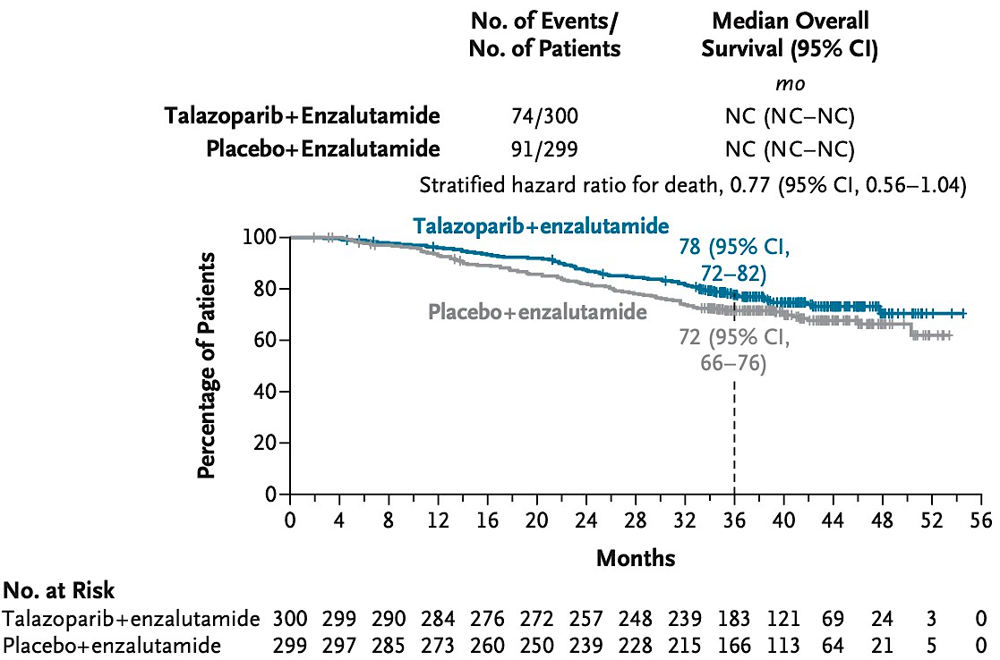 No. of Events/
No. of Patients
Median Overall
Survival (95% CI)
mo
Talazoparib+Enzalutamide 74/300 NC (NC–NC)
Placebo+Enzalutamide 91/299 NC (NC–NC)
Stratified hazard ratio for death, 0.77 (95% CI, 0.56–1.04)
Percentage of Patients
100
80
60
40
20
0
Talazoparib+enzalutamide
78 (95% CI,
72–82)
Placebo+enzalutamide
72 (95% CI,
66–76)
0 4 8 12 16 20 24 28 32 36 40 44 48 52 56
Months
No. at Risk
Talazoparib+enzalutamide 300 299 290 284 276 272 257 248 239 183 121 69 24 3 0
Placebo+enzalutamide 299 297 285 273 260 250 239 228 215 166 113 64 21 5 0